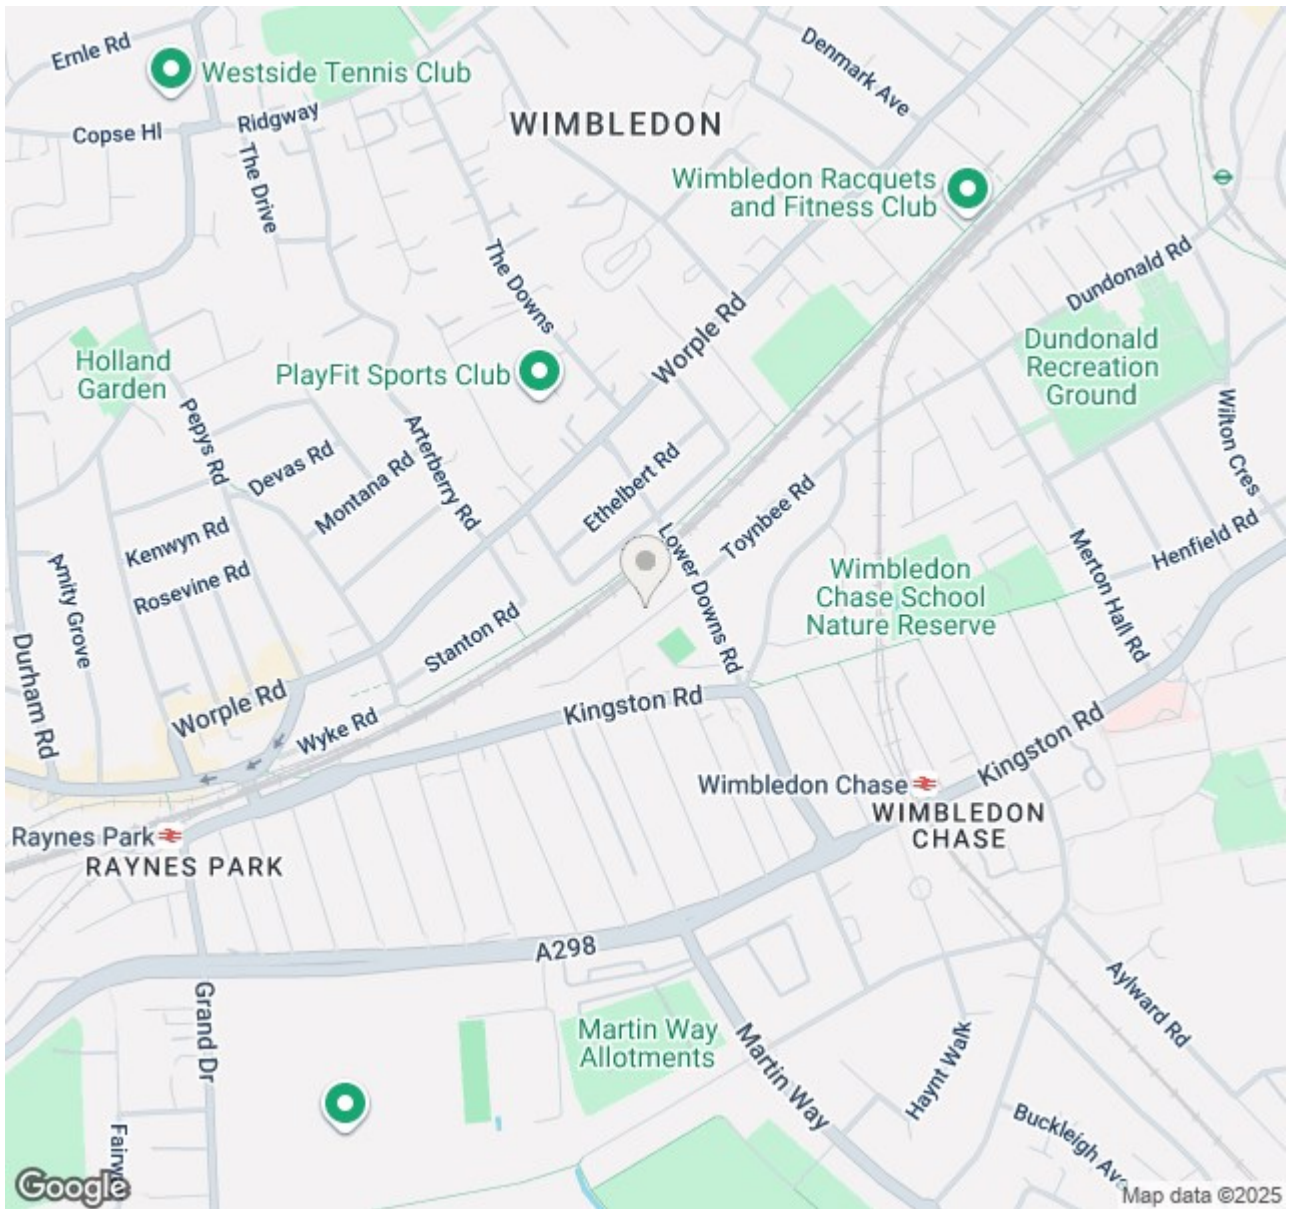 Ernle Rd
Westside Tennis Club
Copse Hl
Ridgway
The Drive
WIMBLEDON
Denmark Ave
Wimbledon Racquets
and Fitness Club
The Downs
Worple Rd
Dundonald Rd
Holland
Garden
PlayFit Sports Club
Dundonald
Recreation
Ground
Pepys Rd
Devas Rd
Montana Rd
Arterberry Rd
Ethelbert Rd
Toynbee Rd
Wilton Cres
Kenwyn Rd
Rosevine Rd
Amity Grove
Lower Downs Rd
Wimbledon
Chase School
Nature Reserve
Merton Hall Rd
Henfield Rd
Stanton Rd
Durham Rd
Worple Rd
Wyke Rd
Kingston Rd
Kingston Rd
Wimbledon Chase
WIMBLEDON
CHASE
Raynes Park
RAYNES PARK
A298
Grand Dr
Martin Way
Allotments
Martin Way
Haynt Walk
Aylward Rd
Buckleigh Ave
Google
Map data ©2025